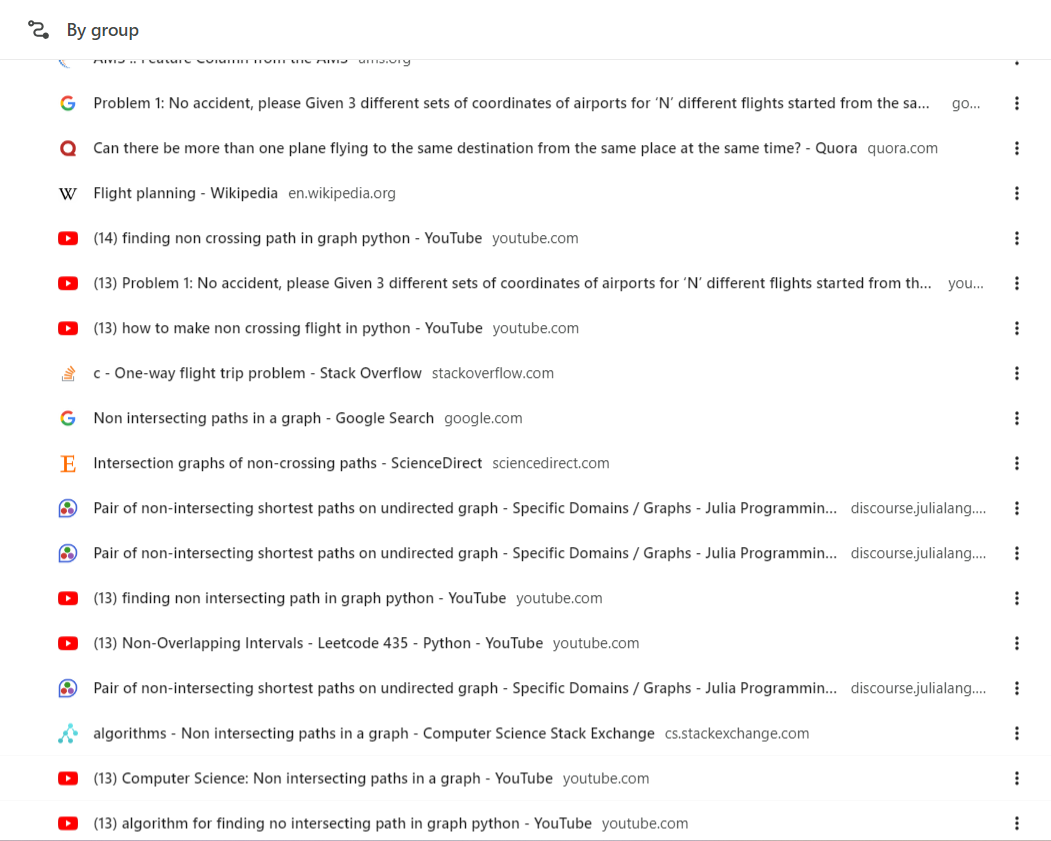 By group
AMS :: Feature Column from the AMS ams.org
Problem 1: No accident, please Given 3 different sets of coordinates of airports for ‘N’ different flights started from the sa... go...
Can there be more than one plane flying to the same destination from the same place at the same time? - Quora quora.com
Flight planning - Wikipedia en.wikipedia.org
(14) finding non crossing path in graph python - YouTube youtube.com
(13) Problem 1: No accident, please Given 3 different sets of coordinates of airports for ‘N’ different flights started from th... you...
(13) how to make non crossing flight in python - YouTube youtube.com
c - One-way flight trip problem - Stack Overflow stackoverflow.com
Non intersecting paths in a graph - Google Search google.com
Intersection graphs of non-crossing paths - ScienceDirect sciencedirect.com
Pair of non-intersecting shortest paths on undirected graph - Specific Domains / Graphs - Julia Programmin... discourse.julialang....
Pair of non-intersecting shortest paths on undirected graph - Specific Domains / Graphs - Julia Programmin... discourse.julialang....
(13) finding non intersecting path in graph python - YouTube youtube.com
(13) Non-Overlapping Intervals - Leetcode 435 - Python - YouTube youtube.com
Pair of non-intersecting shortest paths on undirected graph - Specific Domains / Graphs - Julia Programmin... discourse.julialang....
algorithms - Non intersecting paths in a graph - Computer Science Stack Exchange cs.stackexchange.com
(13) Computer Science: Non intersecting paths in a graph - YouTube youtube.com
(13) algorithm for finding no intersecting path in graph python - YouTube youtube.com